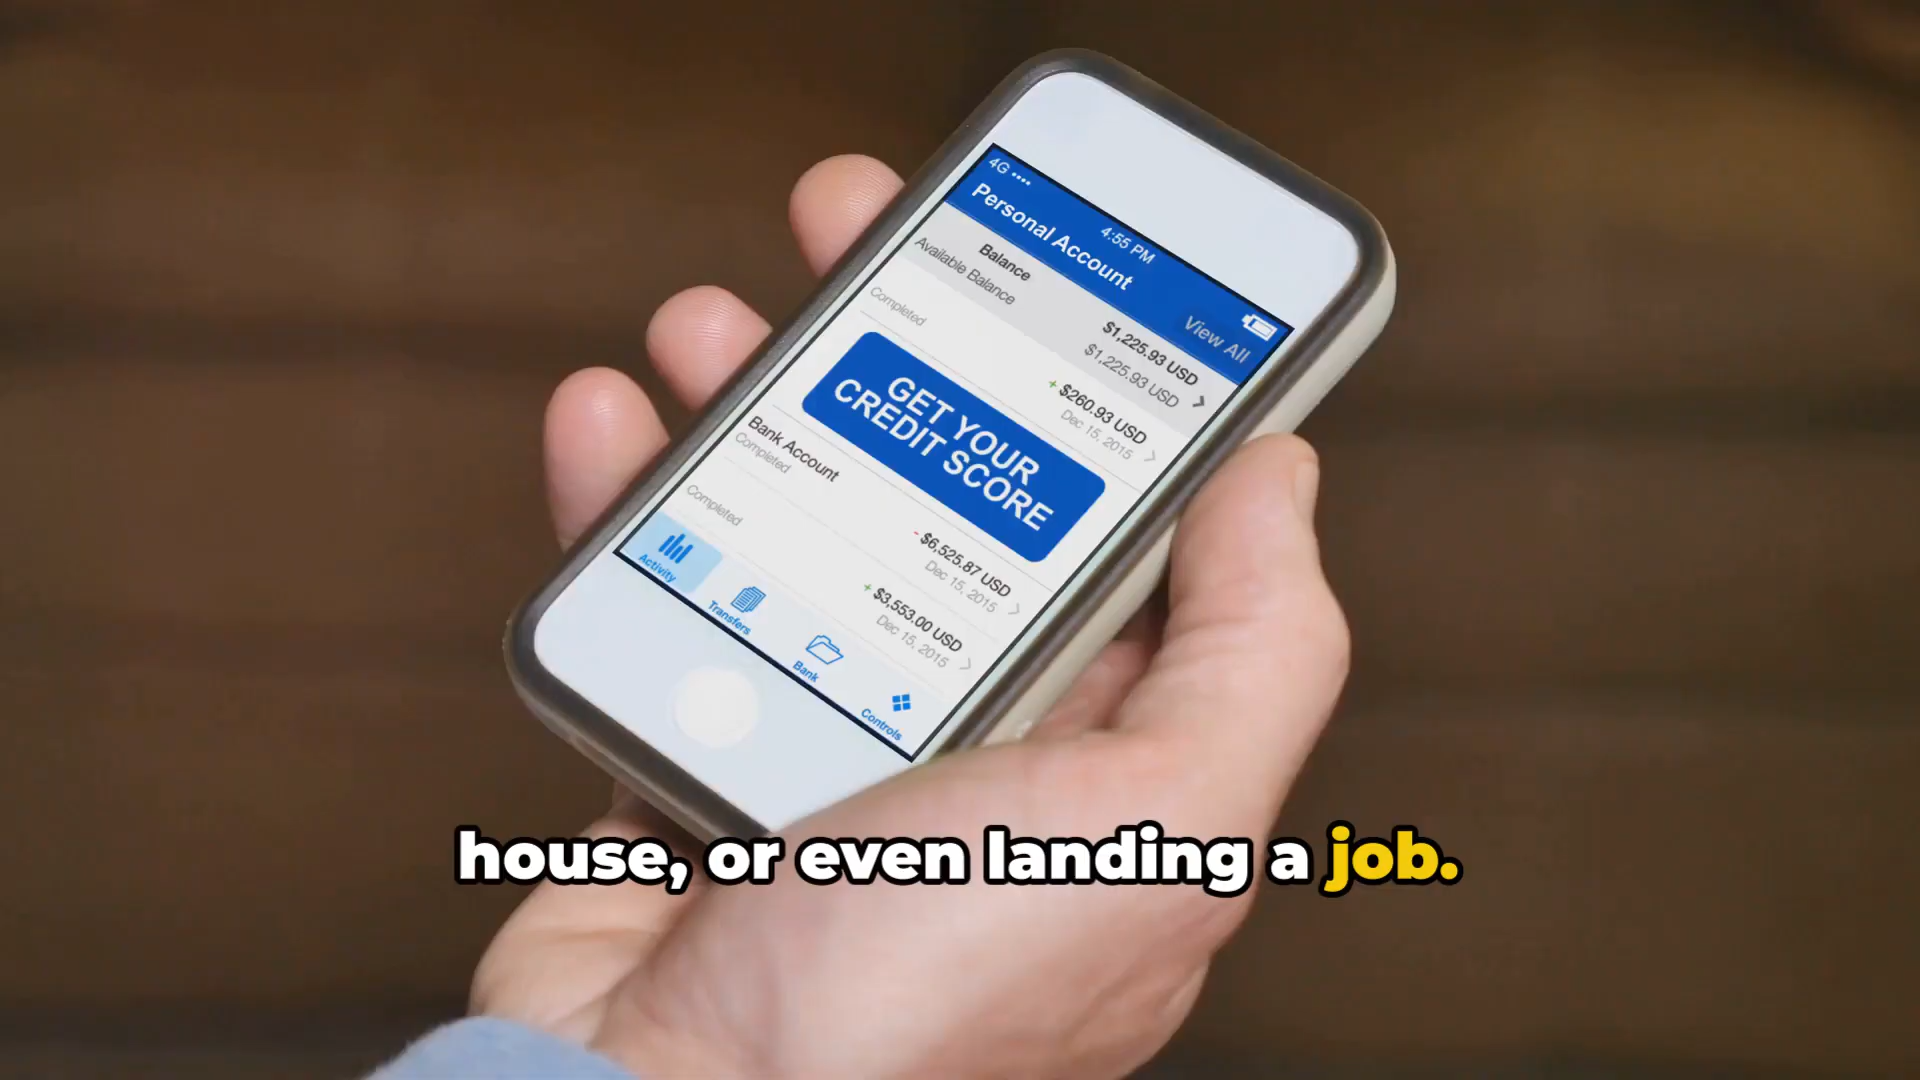 4G ••••
4:55 PM
Personal Account
View All
Balance
$1,225.93 USD
Available Balance
$1,225.93 USD
Completed
+ $260.93 USD
Dec 15, 2015
GET YOUR
CREDIT SCORE
Bank Account
Completed
- $6,525.87 USD
Dec 15, 2015
Completed
+ $3,553.00 USD
Dec 15, 2015
Activity
Transfers
Bank
Controls
house, or even landing a job.